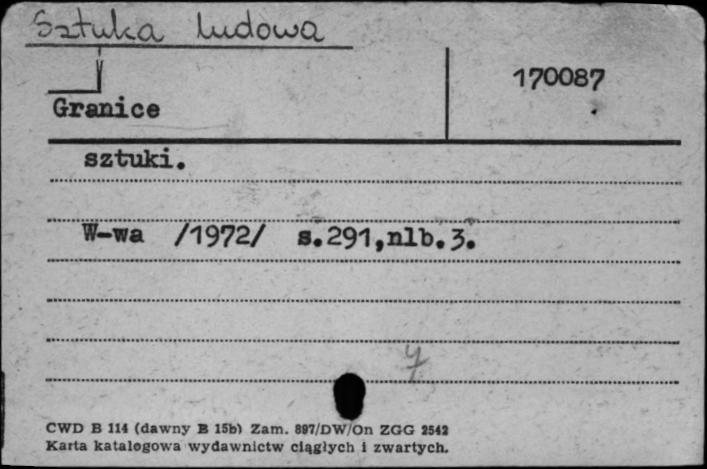 Sztuka ludowa
170087
Granice
sztuki.
W-wa /1972/ s.291,nlb.3.
4
CWD B 114 (dawny B 15b) Zam. 897/DW/On ZGG 2542
Karta katalogowa wydawnictw ciągłych i zwartych.